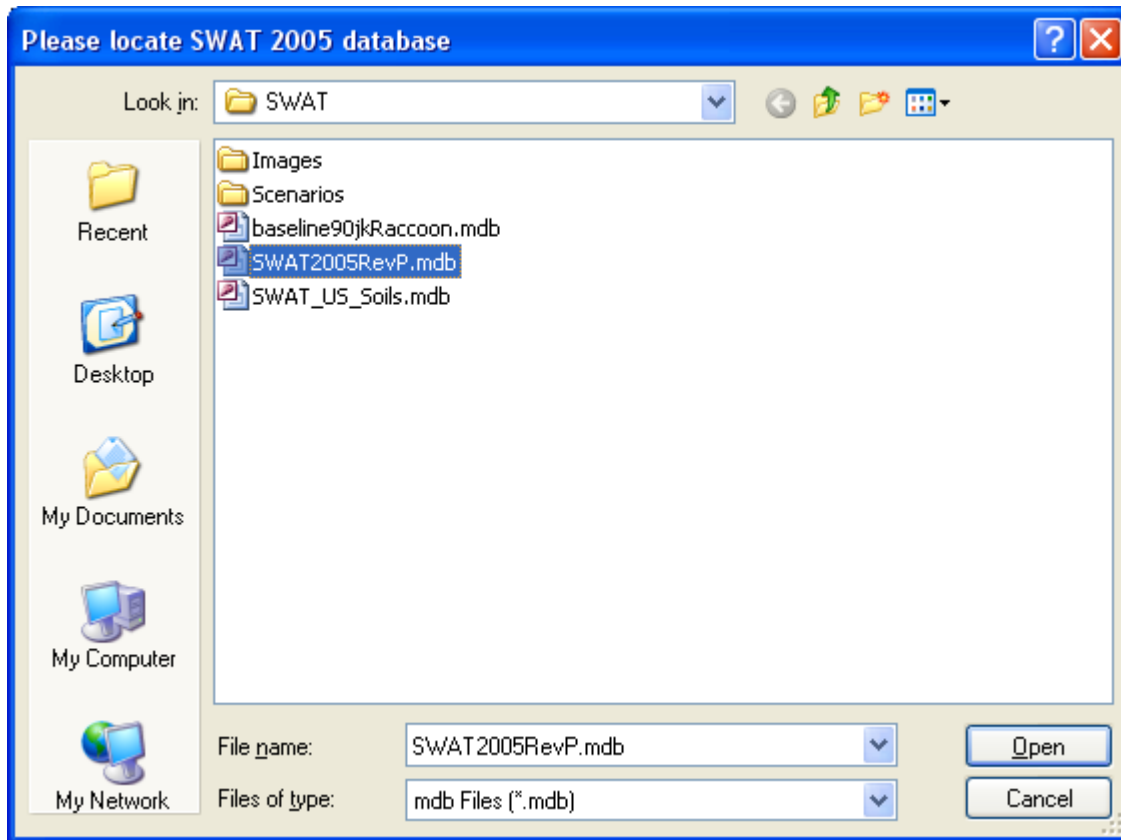 Please locate SWAT 2005 database
Look in: SWAT
Images
Scenarios
baseline90jkRaccoon.mdb
SWAT2005RevP.mdb
SWAT_US_Soils.mdb
Recent
Desktop
My Documents
My Computer
My Network
File name: SWAT2005RevP.mdb
Open
Files of type: mdb Files (*.mdb)
Cancel